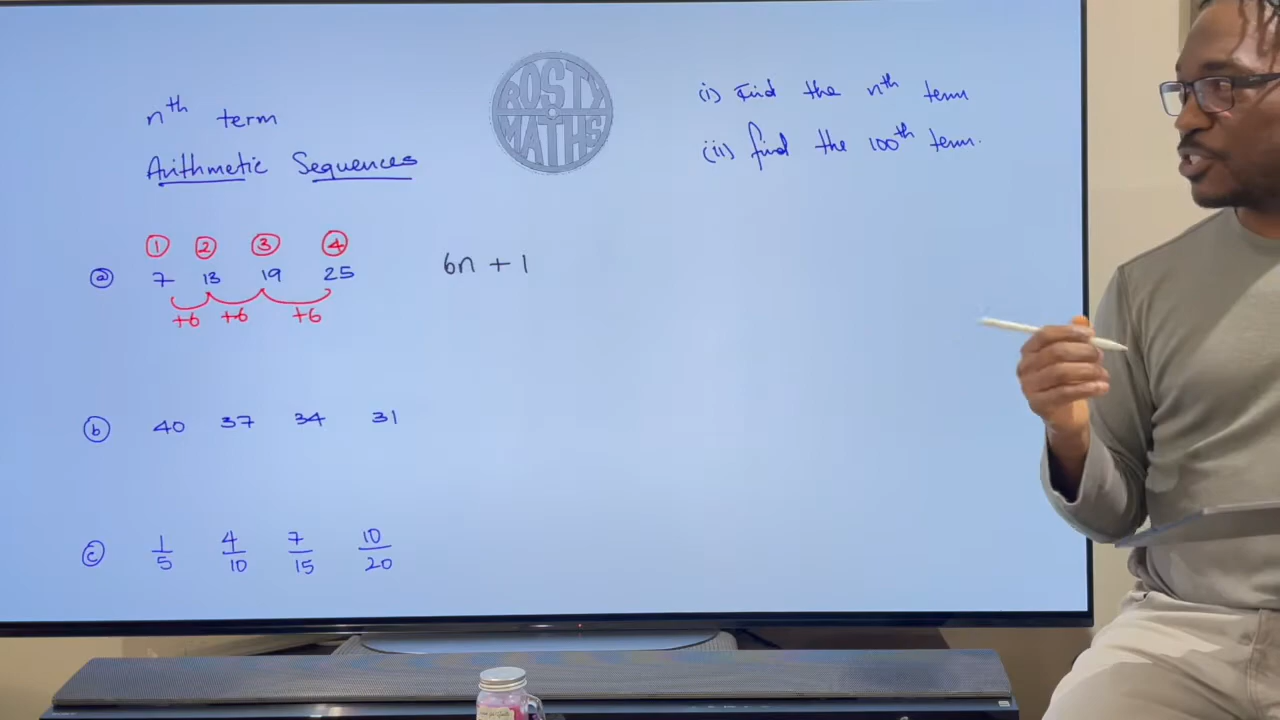 nth term
Arithmetic Sequences
ROSTY
MATHS
(i) Find the nth term
(ii) find the 100th term.
1 2 3 4
a 7 13 19 25 6n + 1
+6 +6 +6
b 40 37 34 31
c 1/5 4/10 7/15 10/20